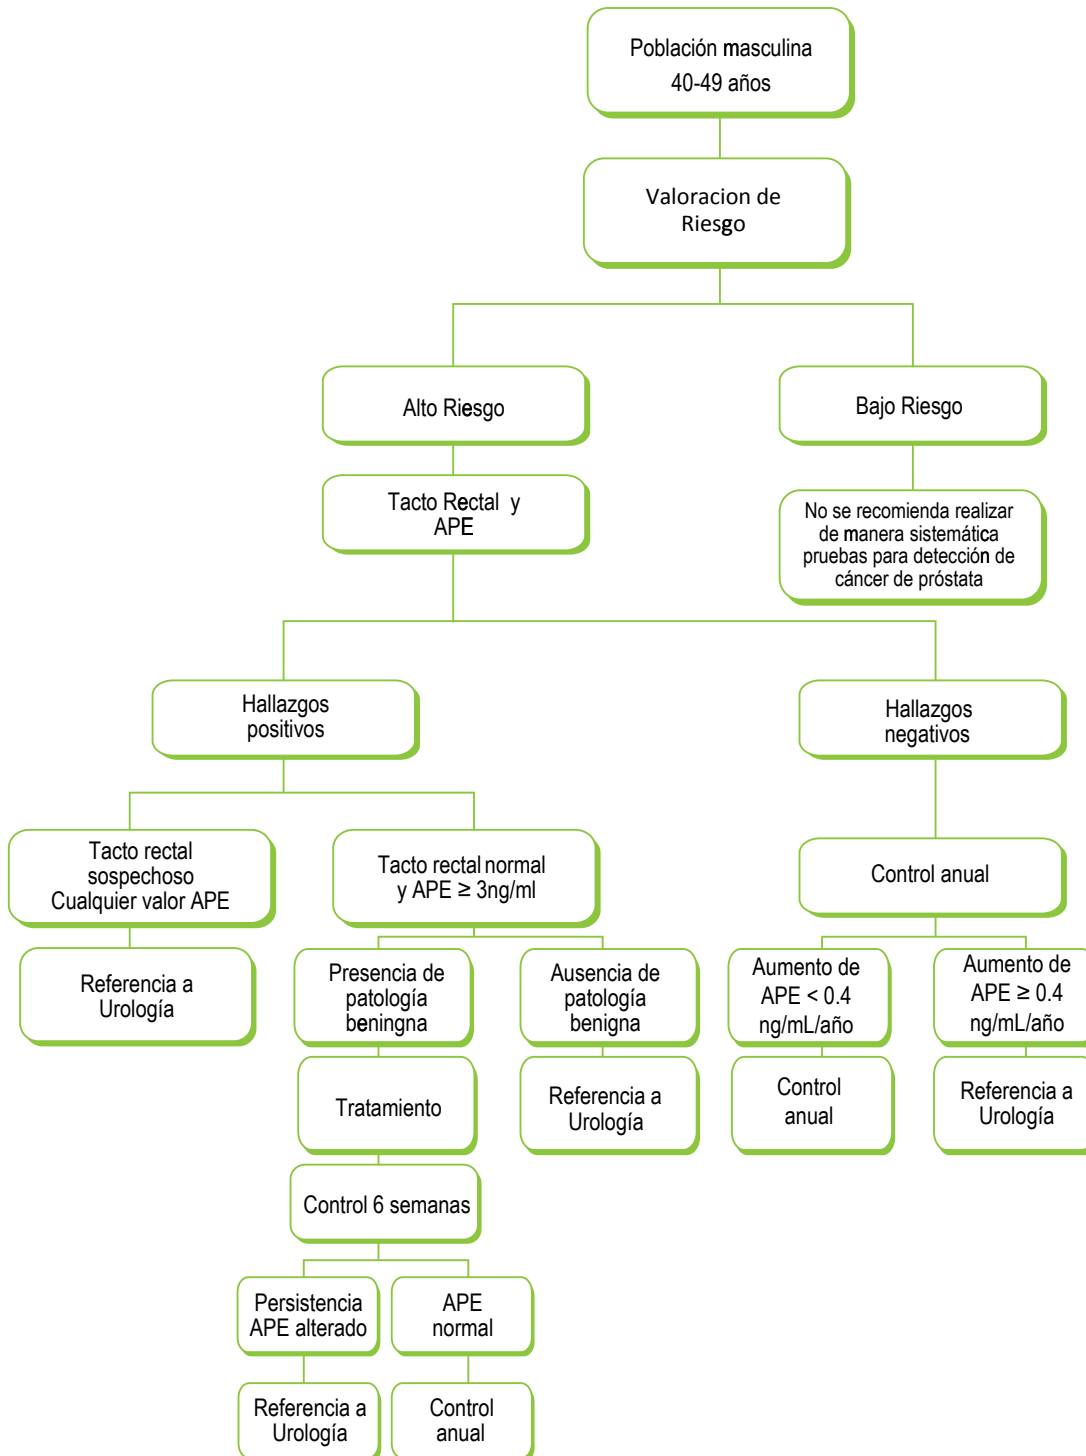 Población masculina
40-49 años
Valoracion de
Riesgo
Alto Riesgo
Bajo Riesgo
Tacto Rectal y
APE
No se recomienda realizar
de manera sistemática
pruebas para detección de
cáncer de próstata
Hallazgos
positivos
Hallazgos
negativos
Tacto rectal
sospechoso
Cualquier valor APE
Tacto rectal normal
y APE ≥ 3ng/ml
Control anual
Referencia a
Urología
Presencia de
patología
beningna
Ausencia de
patología
benigna
Aumento de
APE < 0.4
ng/mL/año
Aumento de
APE ≥ 0.4
ng/mL/año
Tratamiento
Referencia a
Urología
Control
anual
Referencia a
Urología
Control 6 semanas
Persistencia
APE alterado
APE
normal
Referencia a
Urología
Control
anual